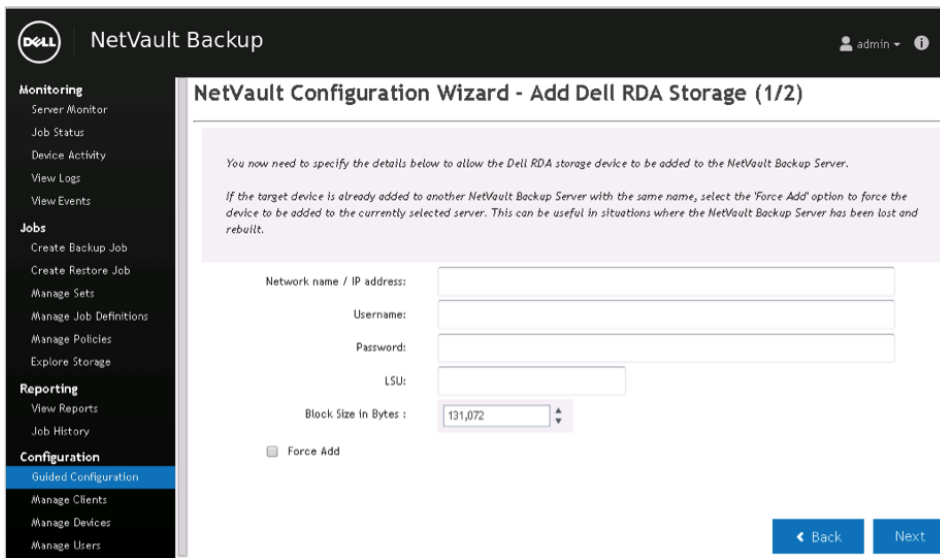 DELL
NetVault Backup
admin
Monitoring
Server Monitor
Job Status
Device Activity
View Logs
View Events
Jobs
Create Backup Job
Create Restore Job
Manage Sets
Manage Job Definitions
Manage Policies
Explore Storage
Reporting
View Reports
Job History
Configuration
Guided Configuration
Manage Clients
Manage Devices
Manage Users
NetVault Configuration Wizard - Add Dell RDA Storage (1/2)
You now need to specify the details below to allow the Dell RDA storage device to be added to the NetVault Backup Server.
If the target device is already added to another NetVault Backup Server with the same name, select the 'Force Add' option to force the
device to be added to the currently selected server. This can be useful in situations where the NetVault Backup Server has been lost and
rebuilt.
Network name / IP address:
Username:
Password:
LSU:
Block Size in Bytes :
131,072
Force Add
Back
Next